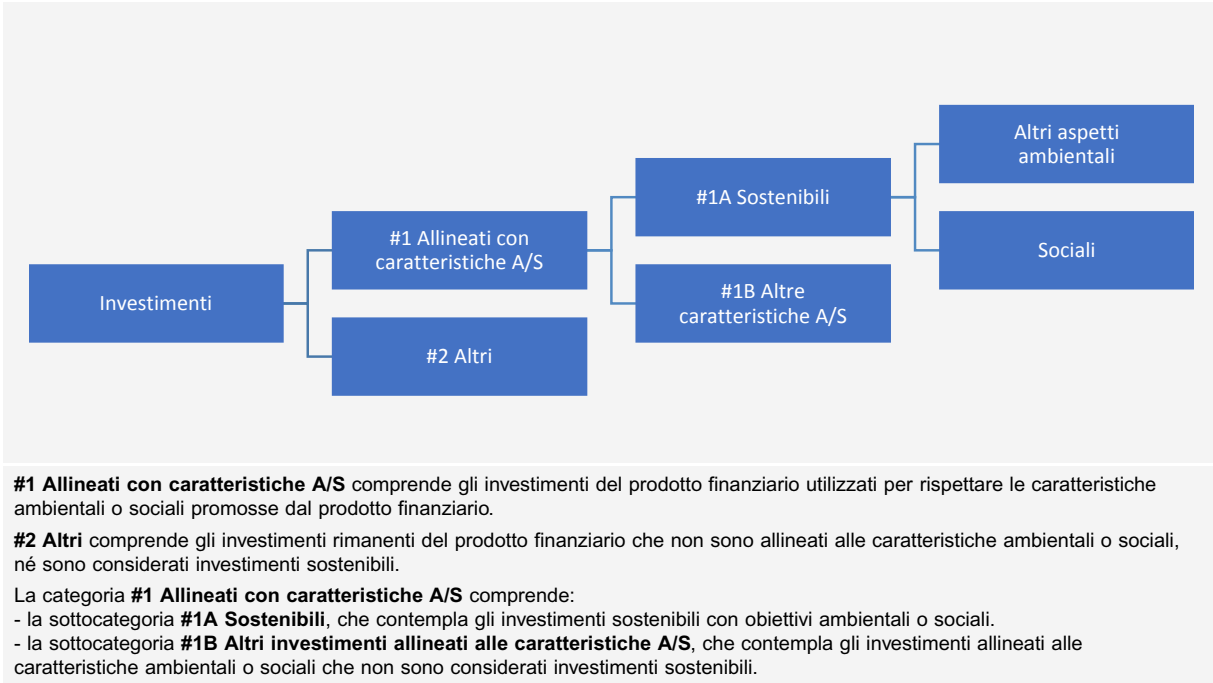 Altri aspetti
ambientali
#1A Sostenibili
#1 Allineati con
caratteristiche A/S
Sociali
Investimenti
#1B Altre
caratteristiche A/S
#2 Altri
#1 Allineati con caratteristiche A/S comprende gli investimenti del prodotto finanziario utilizzati per rispettare le caratteristiche
ambientali o sociali promosse dal prodotto finanziario.
#2 Altri comprende gli investimenti rimanenti del prodotto finanziario che non sono allineati alle caratteristiche ambientali o sociali,
né sono considerati investimenti sostenibili.
La categoria #1 Allineati con caratteristiche A/S comprende:
- la sottocategoria #1A Sostenibili, che contempla gli investimenti sostenibili con obiettivi ambientali o sociali.
- la sottocategoria #1B Altri investimenti allineati alle caratteristiche A/S, che contempla gli investimenti allineati alle
caratteristiche ambientali o sociali che non sono considerati investimenti sostenibili.